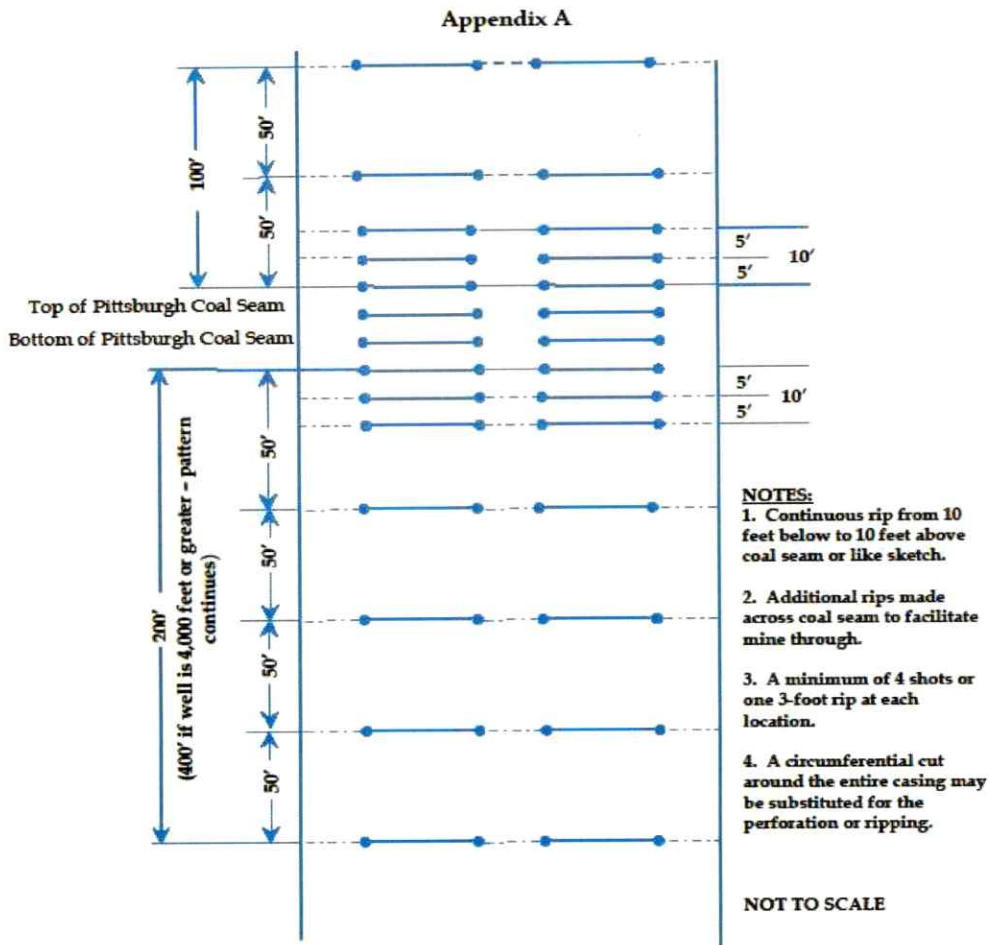 Appendix A
100'
50'
50'
5'
10'
5'
Top of Pittsburgh Coal Seam
Bottom of Pittsburgh Coal Seam
5'
10'
5'
200'
(400' if well is 4,000 feet or greater – pattern
continues)
50'
50'
50'
50'
NOTES:
1. Continuous rip from 10
feet below to 10 feet above
coal seam or like sketch.
2. Additional rips made
across coal seam to facilitate
mine through.
3. A minimum of 4 shots or
one 3-foot rip at each
location.
4. A circumferential cut
around the entire casing may
be substituted for the
perforation or ripping.
NOT TO SCALE